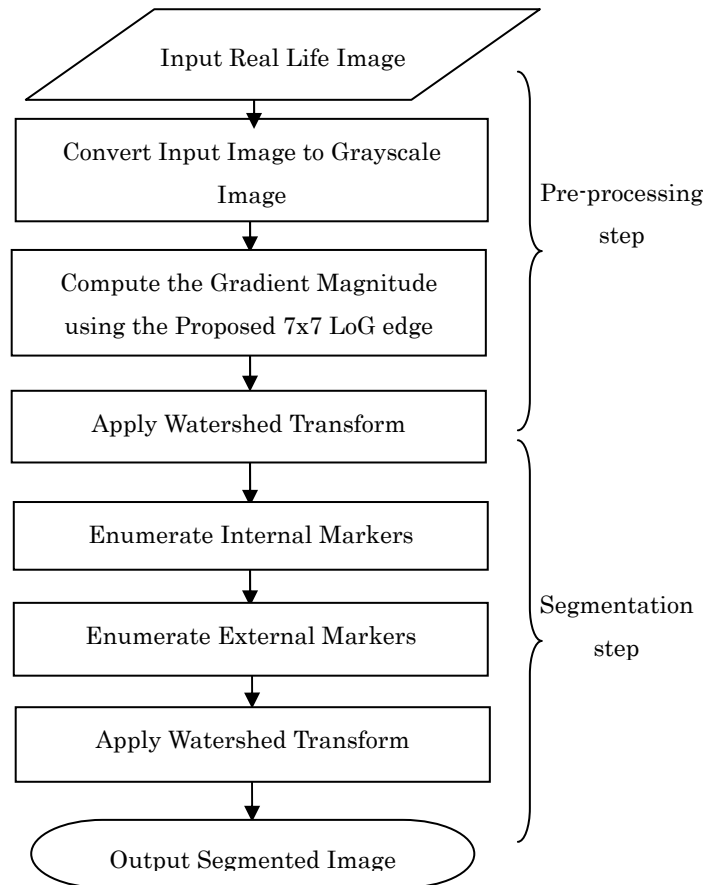 Input Real Life Image
Convert Input Image to Grayscale
Image
Pre-processing
step
Compute the Gradient Magnitude
using the Proposed 7x7 LoG edge
Apply Watershed Transform
Enumerate Internal Markers
Enumerate External Markers
Segmentation
step
Apply Watershed Transform
Output Segmented Image